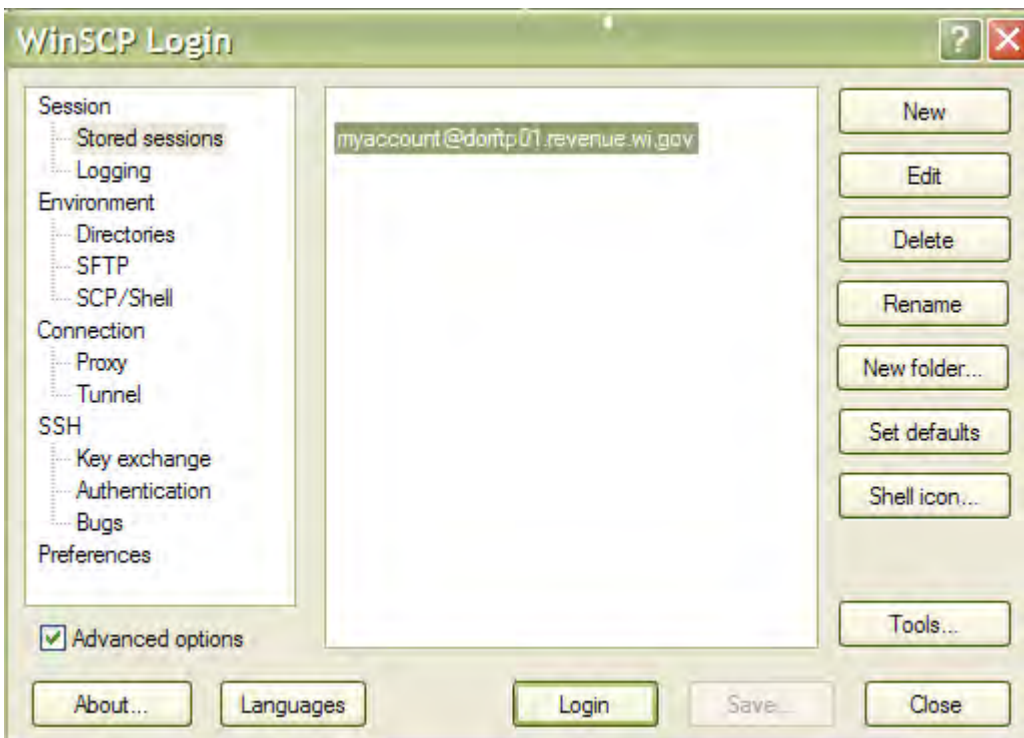 WinSCP Login
Session
Stored sessions
Logging
Environment
Directories
SFTP
SCP/Shell
Connection
Proxy
Tunnel
SSH
Key exchange
Authentication
Bugs
Preferences
Advanced options
myaccount@dorftp01.revenue.wi.gov
New
Edit
Delete
Rename
New folder...
Set defaults
Shell icon...
Tools...
About...
Languages
Login
Save...
Close